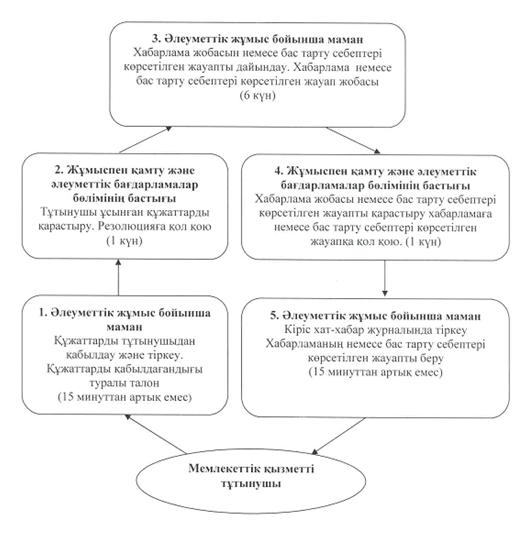 3. Әлеуметтік жұмыс бойынша маман
Хабарлама жобасын немесе бас тарту себептері
көрсетілген жауапты дайындау. Хабарлама немесе
бас тарту себептері көрсетілген жауап жобасы
(6 күн)
2. Жұмыспен қамту және
әлеуметтік бағдарламалар
бөлімінің бастығы
Тұтынушы ұсынған құжаттарды
қарастыру. Резолюцияға қол қою
(1 күн)
4. Жұмыспен қамту және әлеуметтік
бағдарламалар бөлімінің бастығы
Хабарлама жобасы немесе бас тарту себептері
көрсетілген жауапты қарастыру хабарламаға
немесе бас тарту себептері көрсетілген
жауапқа қол қою. (1 күн)
1. Әлеуметтік жұмыс бойынша
маман
Құжаттарды тұтынушыдан
қабылдау және тіркеу.
Құжаттарды қабылдағандығы
туралы талон
(15 минуттан артық емес)
5. Әлеуметтік жұмыс бойынша маман
Кіріс хат-хабар журналында тіркеу
Хабарламаның немесе бас тарту себептері
көрсетілген жауапты беру
(15 минуттан артық емес)
Мемлекеттік қызметті
тұтынушы